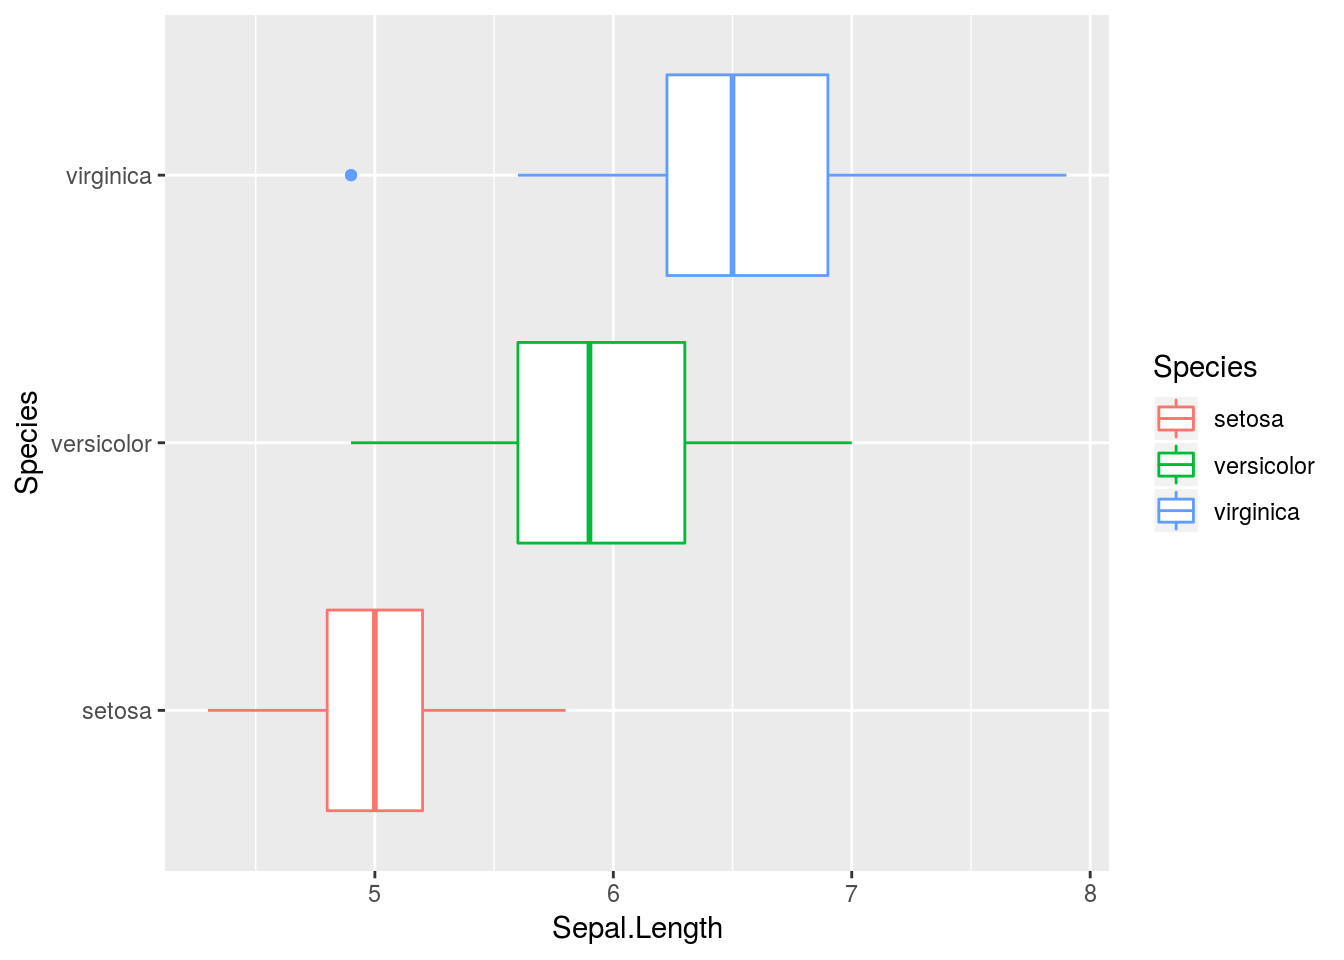 virginica
versicolor
setosa
Species
5
6
7
8
Sepal.Length
Species
setosa
versicolor
virginica